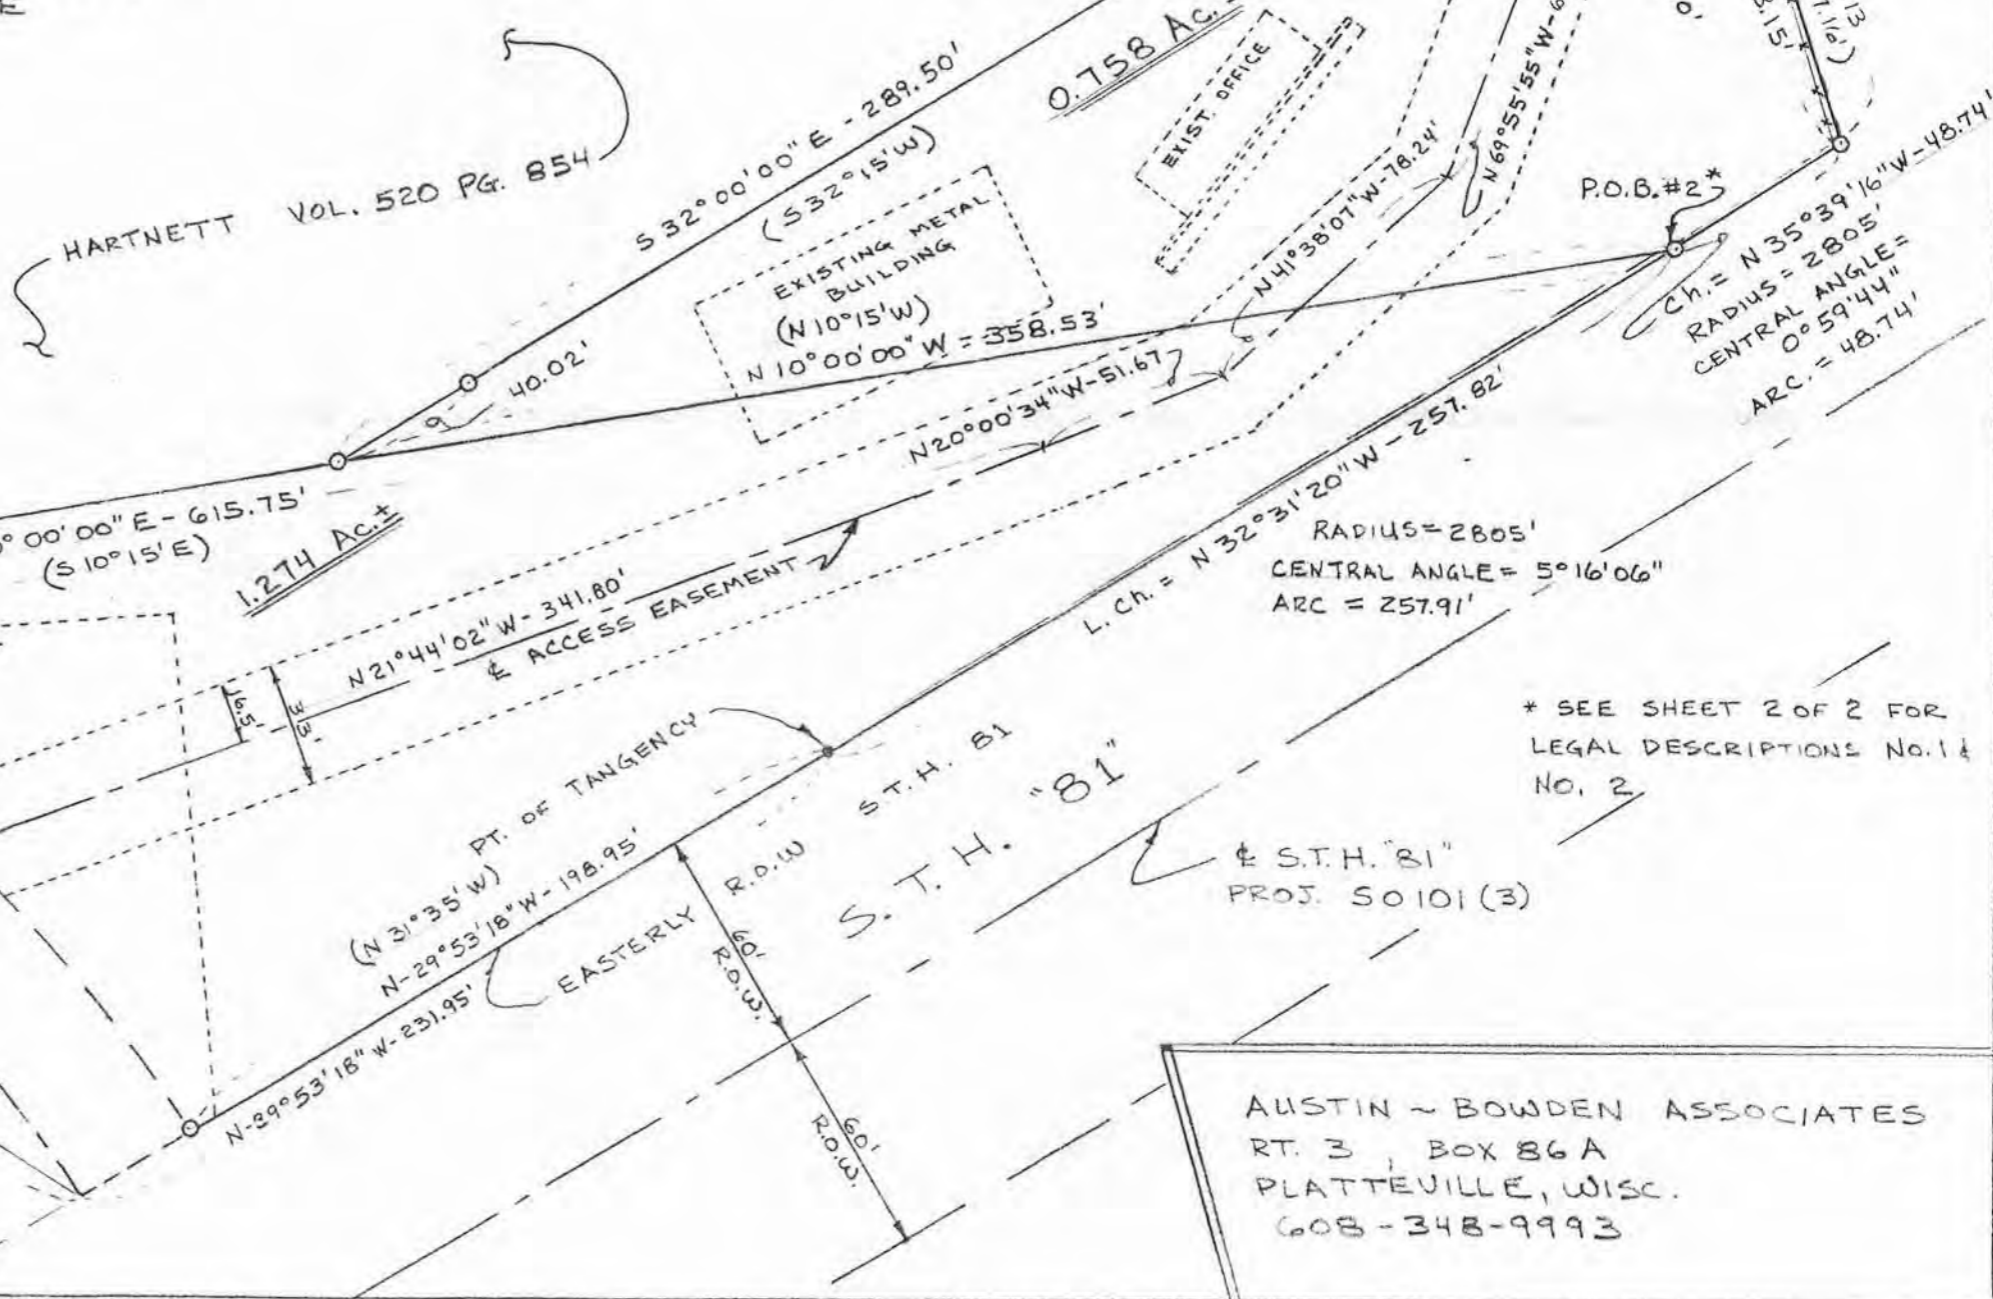 E
HARTNETT VOL. 520 PG. 854
S 32°00'00" E - 289.50'
(S 32°15'W)
0.758 Ac.
EXIST. OFFICE
EXISTING METAL
BUILDING
(N 10°15'W)
N 10°00'00" W = 358.53'
40.02'
N 41°38'07" W-78.24'
N 69°55'55" W-6
0'
3.15'
13
7.16')
P.O.B. #2*
Ch. = N 35°39'16" W-48.74'
RADIUS = 2805'
CENTRAL ANGLE =
0°59'44"
ARC. = 48.74'
° 00'00" E - 615.75'
(S 10°15'E)
1.274 Ac.±
N 20°00'34" W-51.67
N 21°44'02" W - 341.80'
℄ ACCESS EASEMENT
16.5'
33'
L. Ch. = N 32°31'20" W - 257.82'
RADIUS = 2805'
CENTRAL ANGLE = 5°16'06"
ARC = 257.91'
PT. OF TANGENCY
(N 31°35'W)
N-29°53'18" W - 198.95'
N-29°53'18" W - 231.95'
EASTERLY R.O.W S.T.H. 81
S.T.H. "81"
60'
R.O.W.
60'
R.O.W.
℄ S.T.H. "81"
PROJ. S0101 (3)
* SEE SHEET 2 OF 2 FOR
LEGAL DESCRIPTIONS No. 1 &
NO. 2
AUSTIN ~ BOWDEN ASSOCIATES
RT. 3, BOX 86 A
PLATTEVILLE, WISC.
608-348-9993